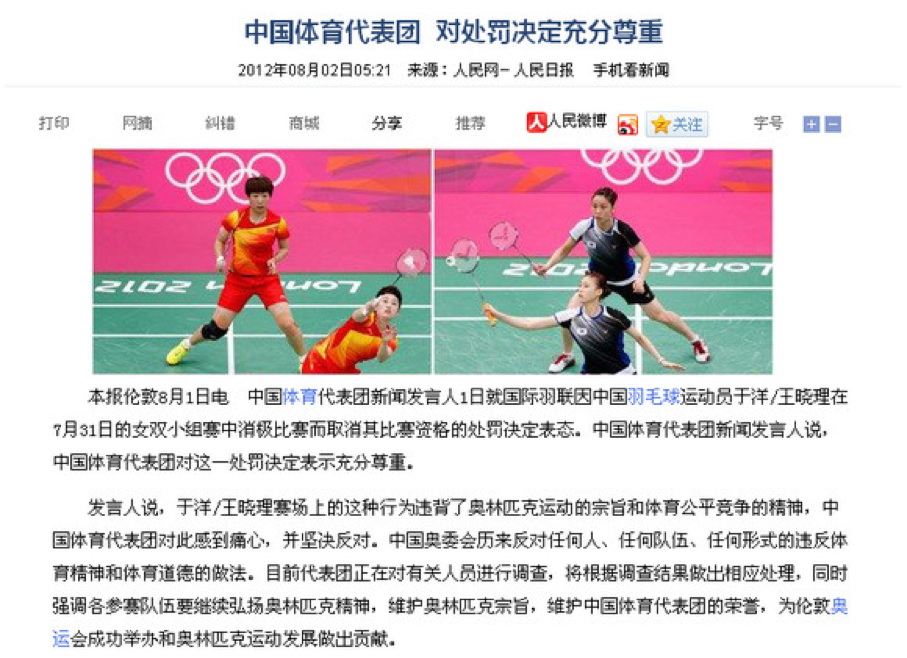 中国体育代表团 对处罚决定充分尊重
2012年08月02日05:21 来源：人民网-人民日报 手机看新闻
打印 网摘 纠错 商城 分享 推荐 人民微博 关注 字号
London 2012
London 2012
本报伦敦8月1日电 中国体育代表团新闻发言人1日就国际羽联因中国羽毛球运动员于洋/王晓理在
7月31日的女双小组赛中消极比赛而取消其比赛资格的处罚决定表态。中国体育代表团新闻发言人说，
中国体育代表团对这一处罚决定表示充分尊重。
发言人说，于洋/王晓理赛场上的这种行为违背了奥林匹克运动的宗旨和体育公平竞争的精神，中
国体育代表团对此感到痛心，并坚决反对。中国奥委会历来反对任何人、任何队伍、任何形式的违反体
育精神和体育道德的做法。目前代表团正在对有关人员进行调查，将根据调查结果做出相应处理，同时
强调各参赛队伍要继续弘扬奥林匹克精神，维护奥林匹克宗旨，维护中国体育代表团的荣誉，为伦敦奥
运会成功举办和奥林匹克运动发展做出贡献。